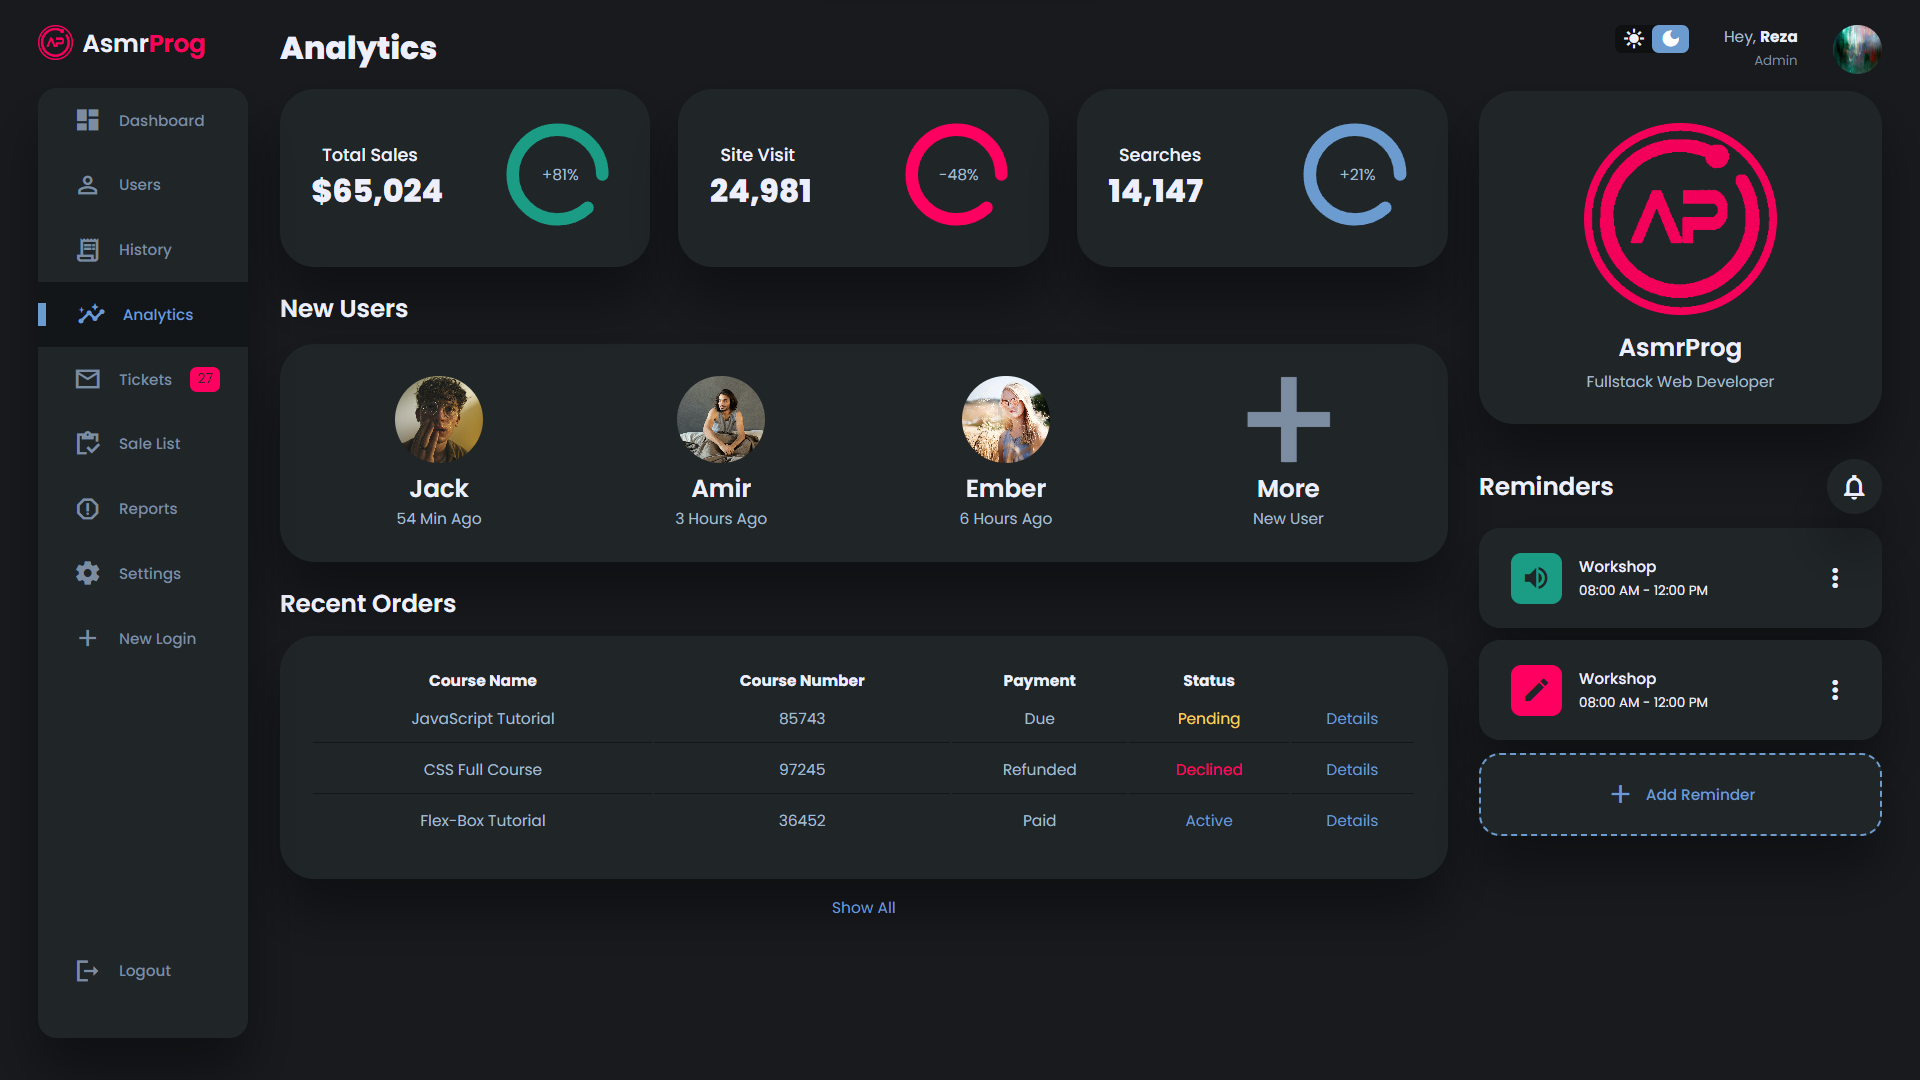 AP AsmrProg
Dashboard
Users
History
Analytics
Tickets 27
Sale List
Reports
Settings
New Login
Logout
Analytics
Total Sales
$65,024
+81%
Site Visit
24,981
-48%
Searches
14,147
+21%
New Users
Jack
54 Min Ago
Amir
3 Hours Ago
Ember
6 Hours Ago
More
New User
Recent Orders
Course Name Course Number Payment Status
JavaScript Tutorial 85743 Due Pending Details
CSS Full Course 97245 Refunded Declined Details
Flex-Box Tutorial 36452 Paid Active Details
Show All
Hey, Reza
Admin
AP
AsmrProg
Fullstack Web Developer
Reminders
Workshop
08:00 AM - 12:00 PM
Workshop
08:00 AM - 12:00 PM
Add Reminder